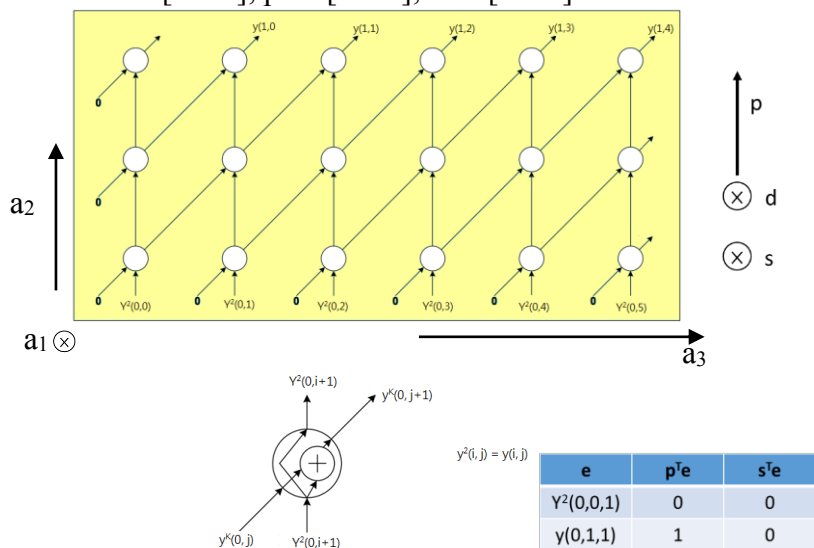 y(1,0 y(1,1) y(1,2) y(1,3) y(1,4)
0
0
p
d
s
a2
0 0 0 0 0 0
Y²(0,0) Y²(0,1) Y²(0,2) Y²(0,3) Y²(0,4) Y²(0,5)
a1
a3
Y²(0,i+1)
yᴷ(0, j+1)
+
yᴷ(0, j)
Y²(0,i+1)
y²(i, j) = y(i, j)
e pᵀe sᵀe
Y²(0,0,1) 0 0
y(0,1,1) 1 0